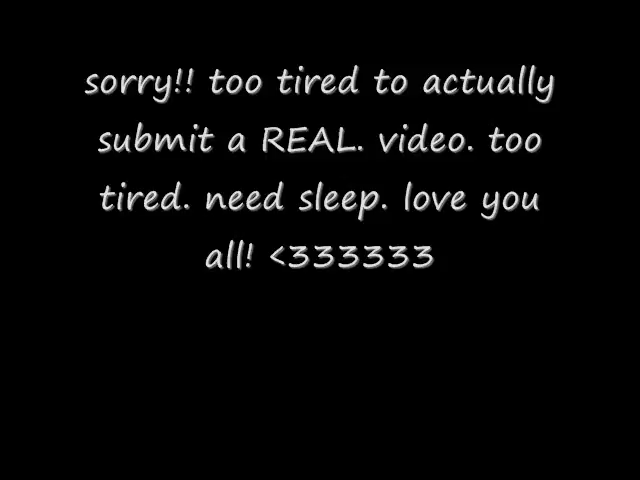 sorry!! too tired to actually
submit a REAL. video. too
tired. need sleep. love you
all! <333333